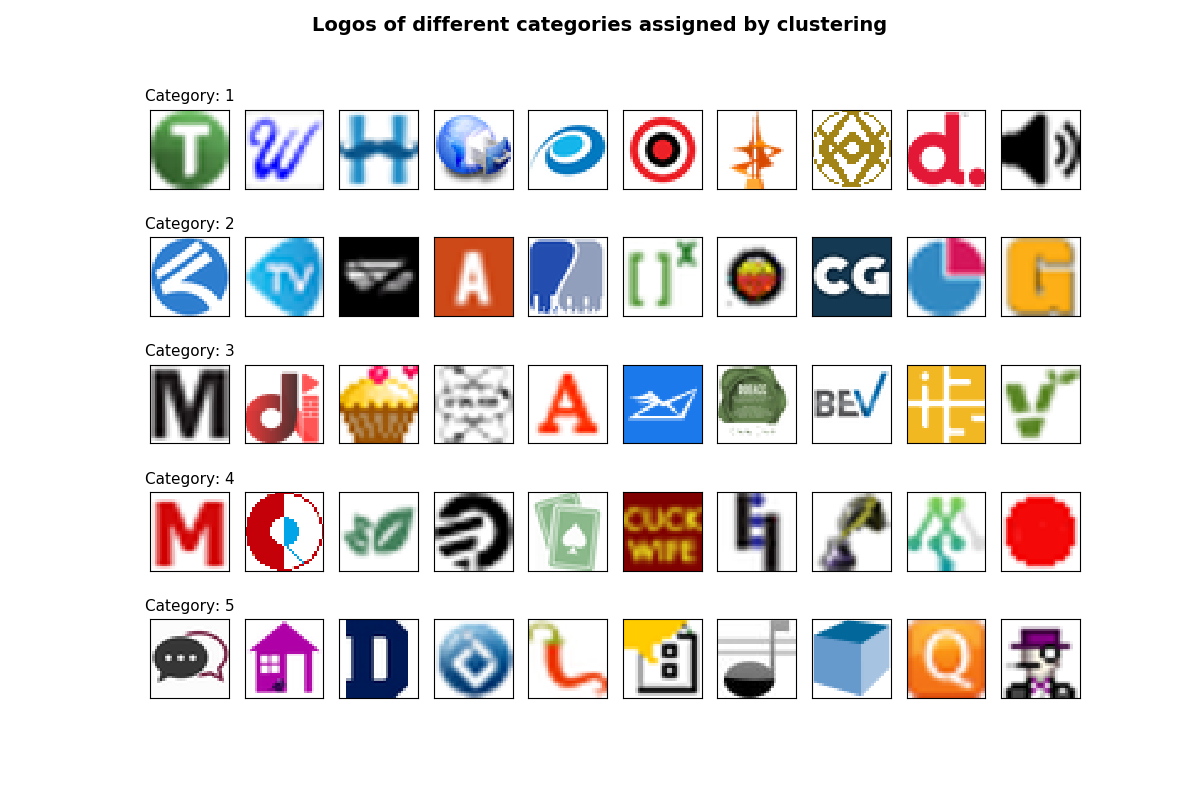 Logos of different categories assigned by clustering
Category: 1
T W H d.
Category: 2
TV A [ ]x CG G
Category: 3
M di A BEV
Category: 4
M CUCK
WIFE
Category: 5
D Q